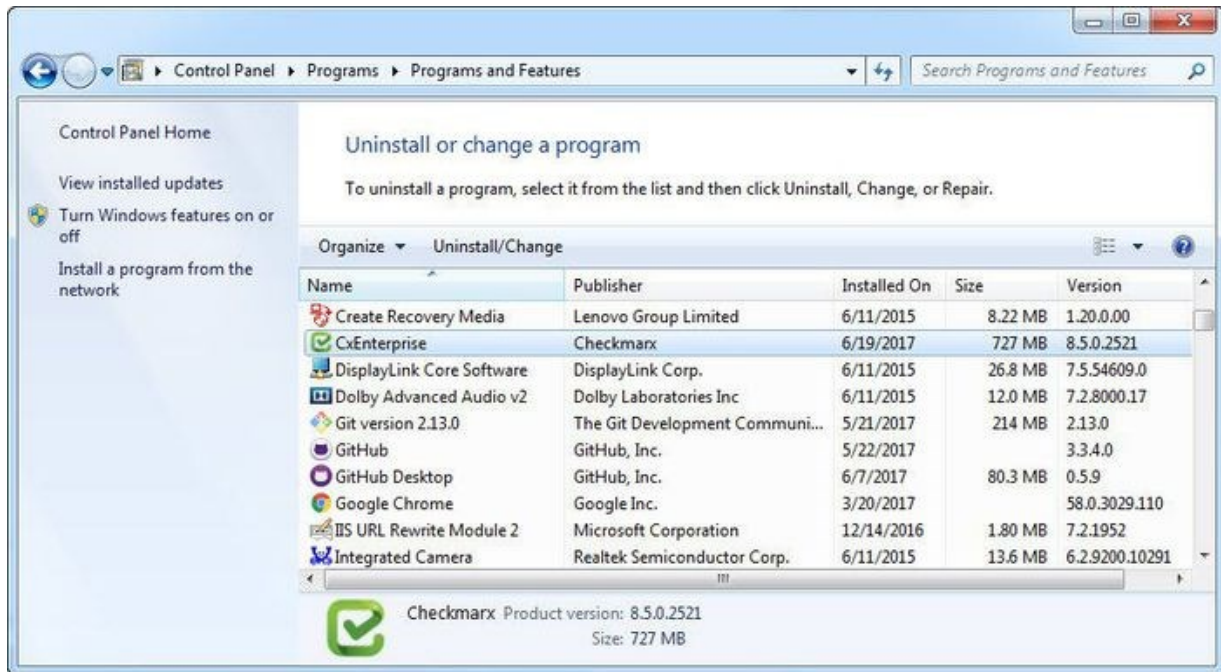 Control Panel ▸ Programs ▸ Programs and Features
Search Programs and Features
Control Panel Home
View installed updates
Turn Windows features on or
off
Install a program from the
network
Uninstall or change a program
To uninstall a program, select it from the list and then click Uninstall, Change, or Repair.
Organize Uninstall/Change
Name Publisher Installed On Size Version
Create Recovery Media Lenovo Group Limited 6/11/2015 8.22 MB 1.20.0.00
CxEnterprise Checkmarx 6/19/2017 727 MB 8.5.0.2521
DisplayLink Core Software DisplayLink Corp. 6/11/2015 26.8 MB 7.5.54609.0
Dolby Advanced Audio v2 Dolby Laboratories Inc 6/11/2015 12.0 MB 7.2.8000.17
Git version 2.13.0 The Git Development Communi... 5/21/2017 214 MB 2.13.0
GitHub GitHub, Inc. 5/22/2017 3.3.4.0
GitHub Desktop GitHub, Inc. 6/7/2017 80.3 MB 0.5.9
Google Chrome Google Inc. 3/20/2017 58.0.3029.110
IIS URL Rewrite Module 2 Microsoft Corporation 12/14/2016 1.80 MB 7.2.1952
Integrated Camera Realtek Semiconductor Corp. 6/11/2015 13.6 MB 6.2.9200.10291
Checkmarx Product version: 8.5.0.2521
Size: 727 MB